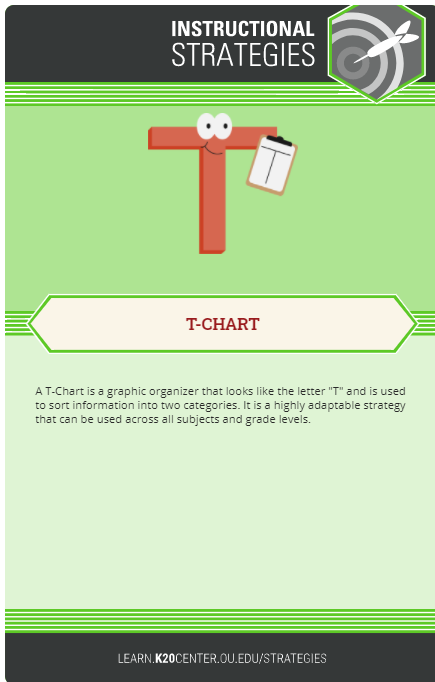 INSTRUCTIONAL
STRATEGIES
T-CHART
A T-Chart is a graphic organizer that looks like the letter "T" and is used
to sort information into two categories. It is a highly adaptable strategy
that can be used across all subjects and grade levels.
LEARN.K20CENTER.OU.EDU/STRATEGIES